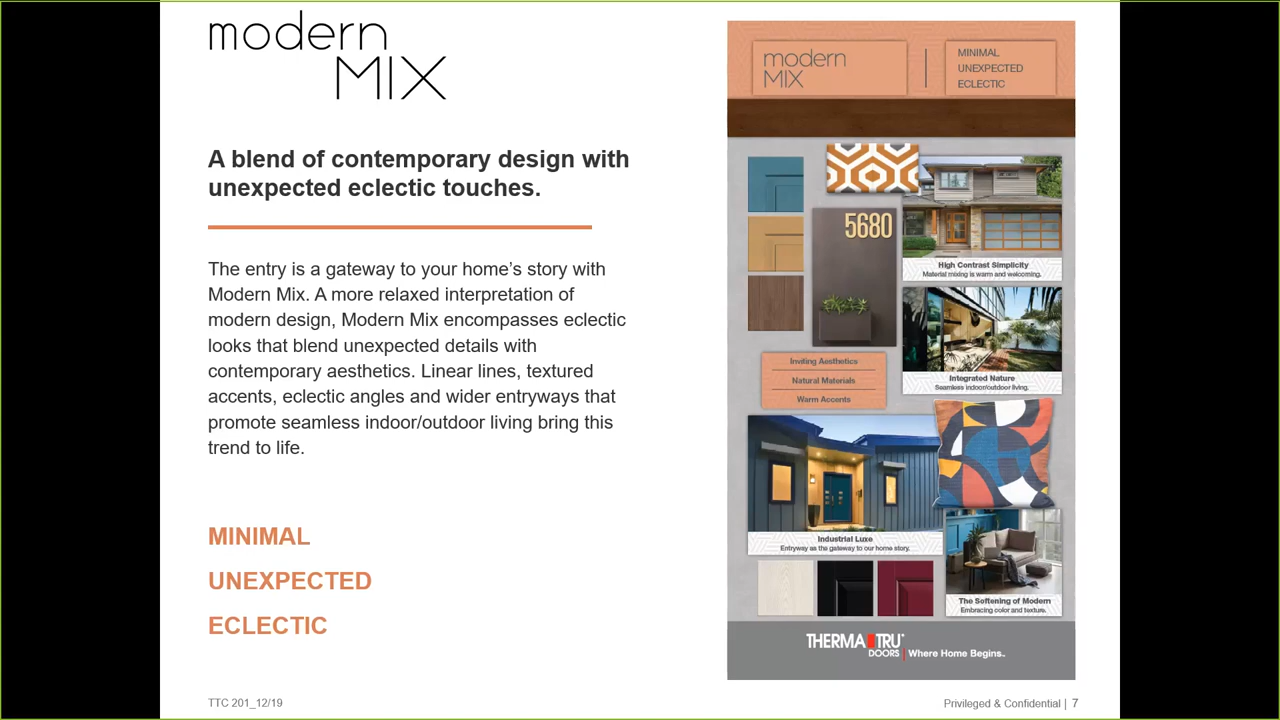 modern
MIX
A blend of contemporary design with
unexpected eclectic touches.
The entry is a gateway to your home's story with
Modern Mix. A more relaxed interpretation of
modern design, Modern Mix encompasses eclectic
looks that blend unexpected details with
contemporary aesthetics. Linear lines, textured
accents, eclectic angles and wider entryways that
promote seamless indoor/outdoor living bring this
trend to life.
MINIMAL
UNEXPECTED
ECLECTIC
modern
MIX
MINIMAL
UNEXPECTED
ECLECTIC
5680
High Contrast Simplicity
Material mixing is warm and welcoming.
Integrated Nature
Seamless indoor/outdoor living.
Inviting Aesthetics
Natural Materials
Warm Accents
Industrial Luxe
Entryway as the gateway to our home story.
The Softening of Modern
Embracing color and texture.
THERMA TRU
DOORS | Where Home Begins.
TTC 201_12/19
Privileged & Confidential | 7